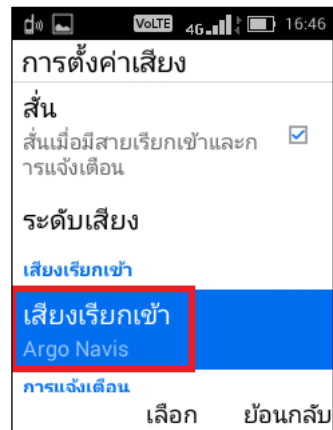 VoLTE 4G 16:46
การตั้งค่าเสียง
สั่น
สั่นเมื่อมีสายเรียกเข้าและก
ารแจ้งเตือน
ระดับเสียง
เสียงเรียกเข้า
เสียงเรียกเข้า
Argo Navis
การแจ้งเตือน
เลือก ย้อนกลับ